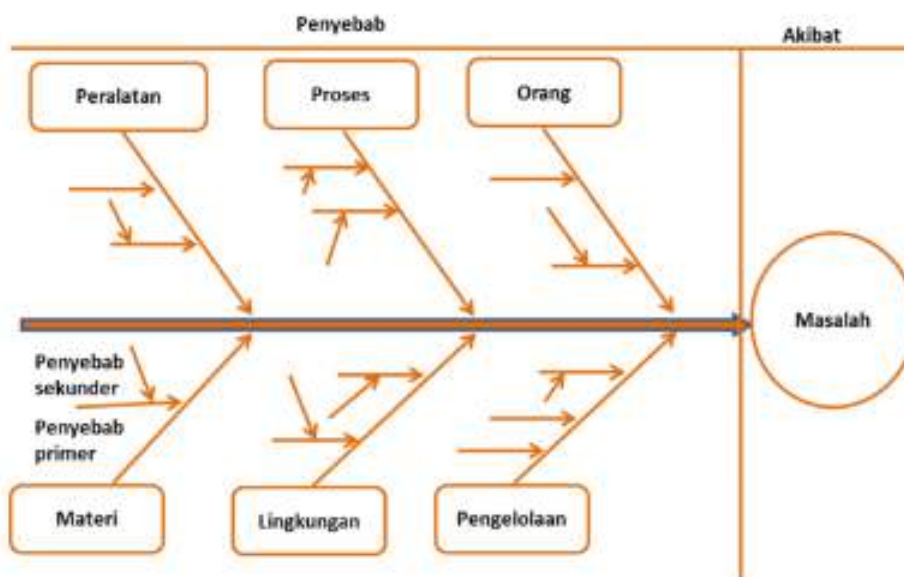 Penyebab
Akibat
Peralatan
Proses
Orang
Masalah
Penyebab
sekunder
Penyebab
primer
Materi
Lingkungan
Pengelolaan